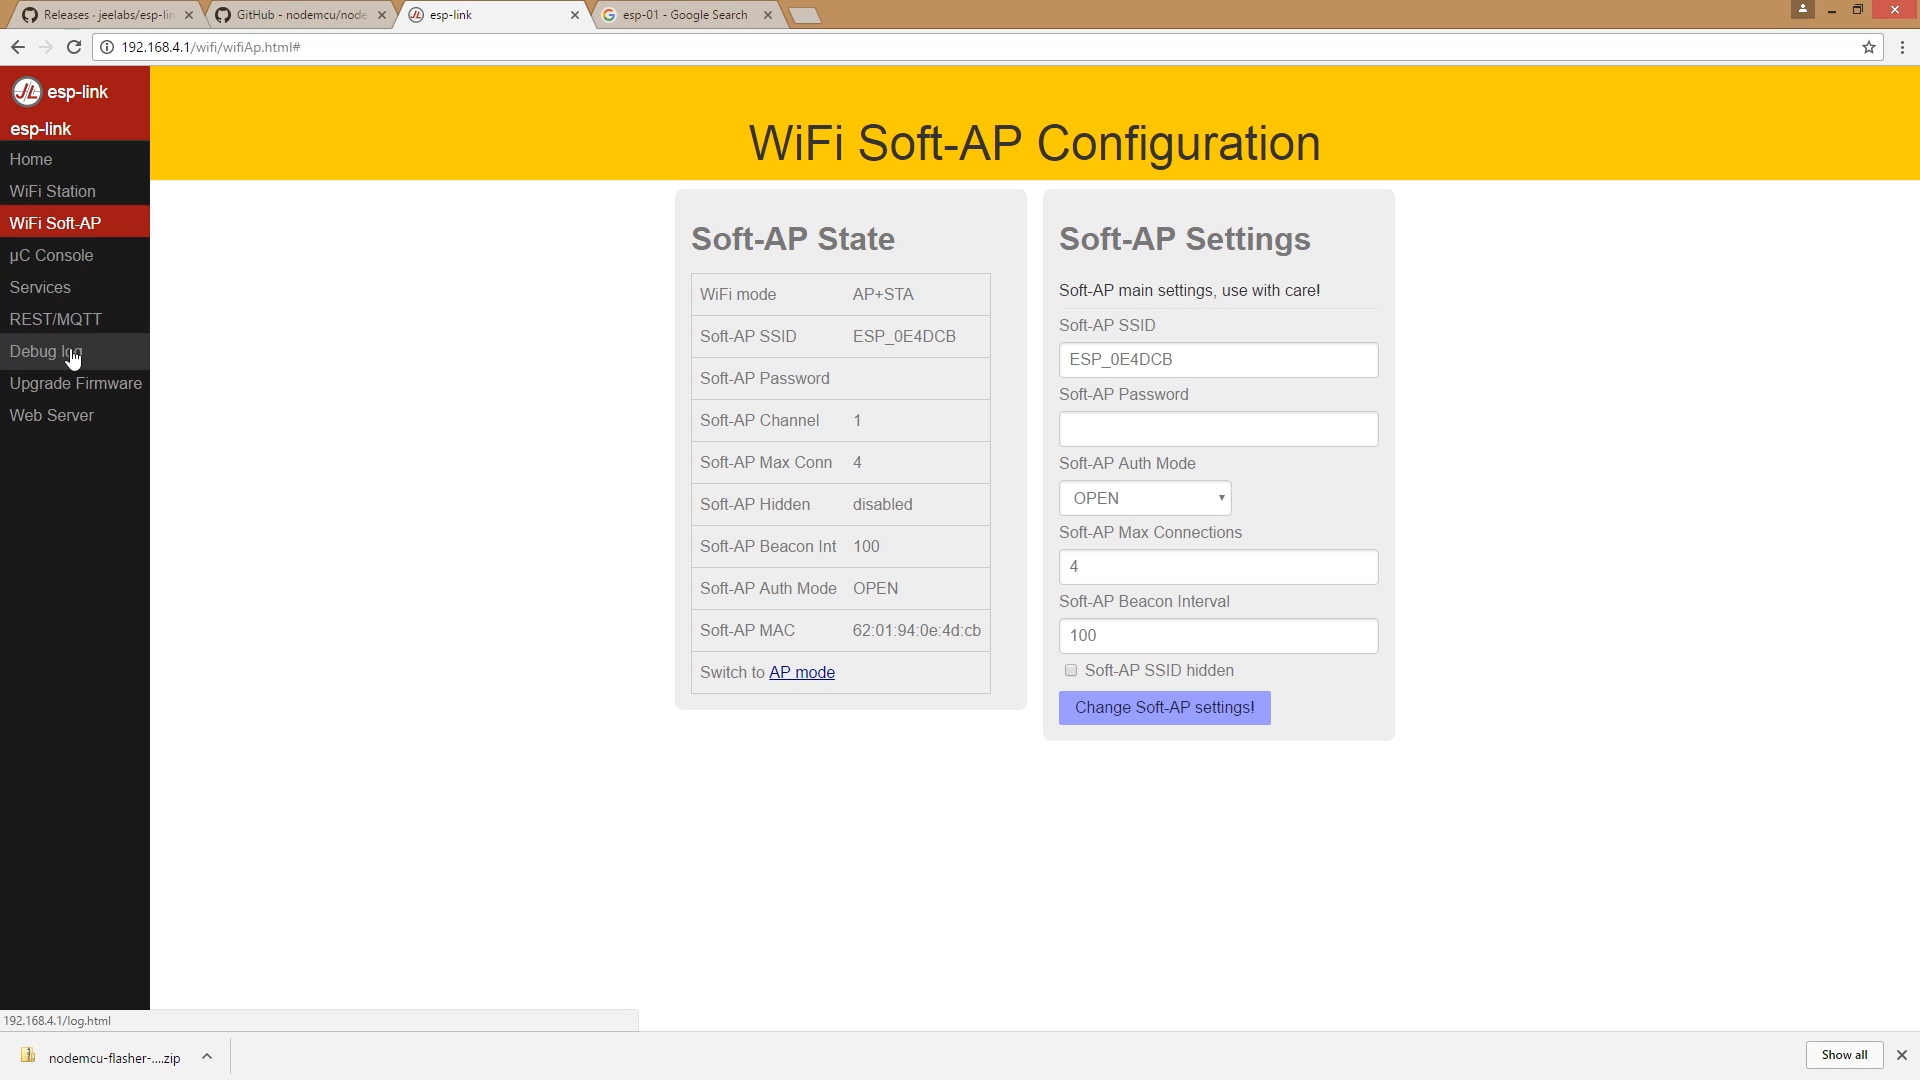 Releases · jeelabs/esp-lin
GitHub - nodemcu/node
esp-link
esp-01 - Google Search
192.168.4.1/wifi/wifiAp.html#
JL esp-link
esp-link
Home
WiFi Station
WiFi Soft-AP
µC Console
Services
REST/MQTT
Debug log
Upgrade Firmware
Web Server
WiFi Soft-AP Configuration
Soft-AP State
WiFi mode AP+STA
Soft-AP SSID ESP_0E4DCB
Soft-AP Password
Soft-AP Channel 1
Soft-AP Max Conn 4
Soft-AP Hidden disabled
Soft-AP Beacon Int 100
Soft-AP Auth Mode OPEN
Soft-AP MAC 62:01:94:0e:4d:cb
Switch to AP mode
Soft-AP Settings
Soft-AP main settings, use with care!
Soft-AP SSID
ESP_0E4DCB
Soft-AP Password
Soft-AP Auth Mode
OPEN
Soft-AP Max Connections
4
Soft-AP Beacon Interval
100
Soft-AP SSID hidden
Change Soft-AP settings!
192.168.4.1/log.html
nodemcu-flasher-....zip
Show all